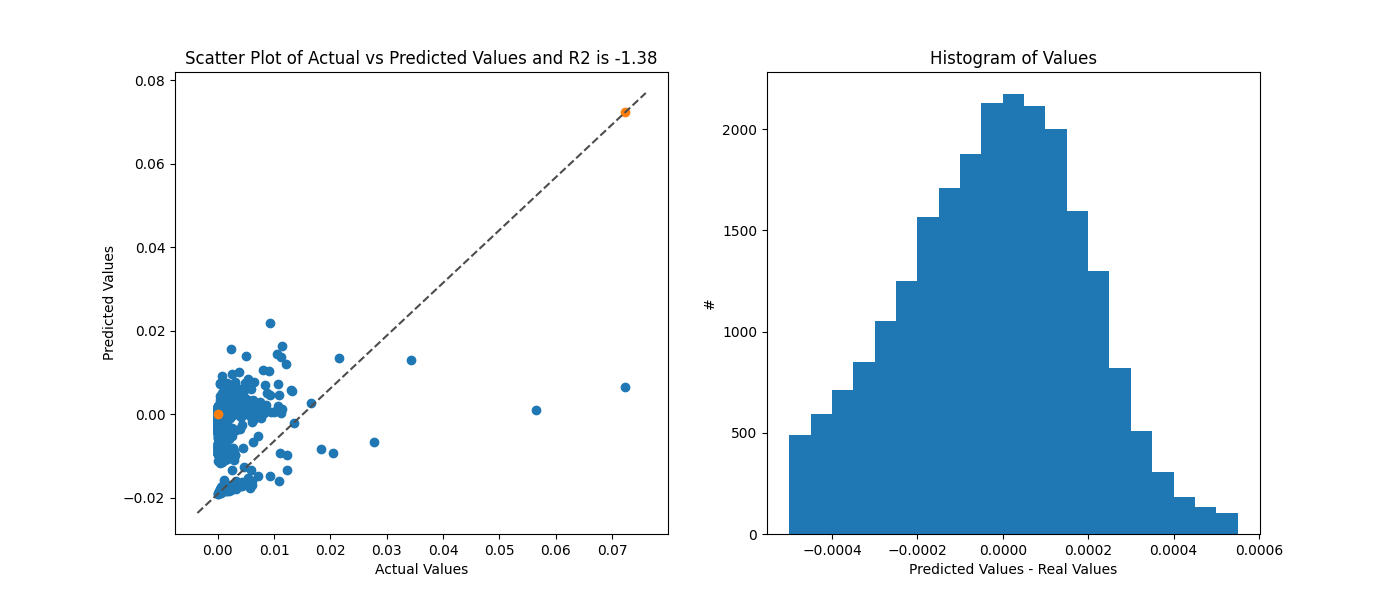 Scatter Plot of Actual vs Predicted Values and R2 is -1.38
0.08
0.06
0.04
0.02
0.00
−0.02
Predicted Values
0.00 0.01 0.02 0.03 0.04 0.05 0.06 0.07
Actual Values
Histogram of Values
2000
1500
1000
500
0
#
−0.0004 −0.0002 0.0000 0.0002 0.0004 0.0006
Predicted Values - Real Values